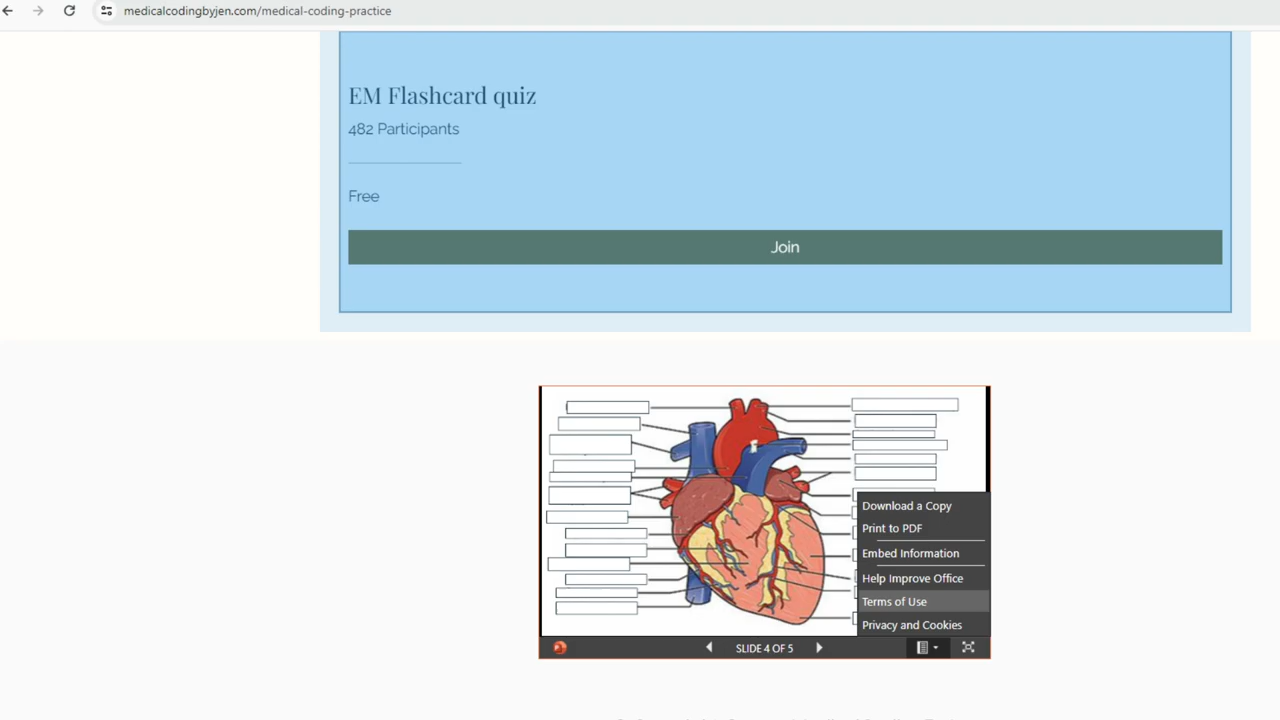 medicalcodingbyjen.com/medical-coding-practice
EM Flashcard quiz
482 Participants
Free
Join
Download a Copy
Print to PDF
Embed Information
Help Improve Office
Terms of Use
Privacy and Cookies
SLIDE 4 OF 5